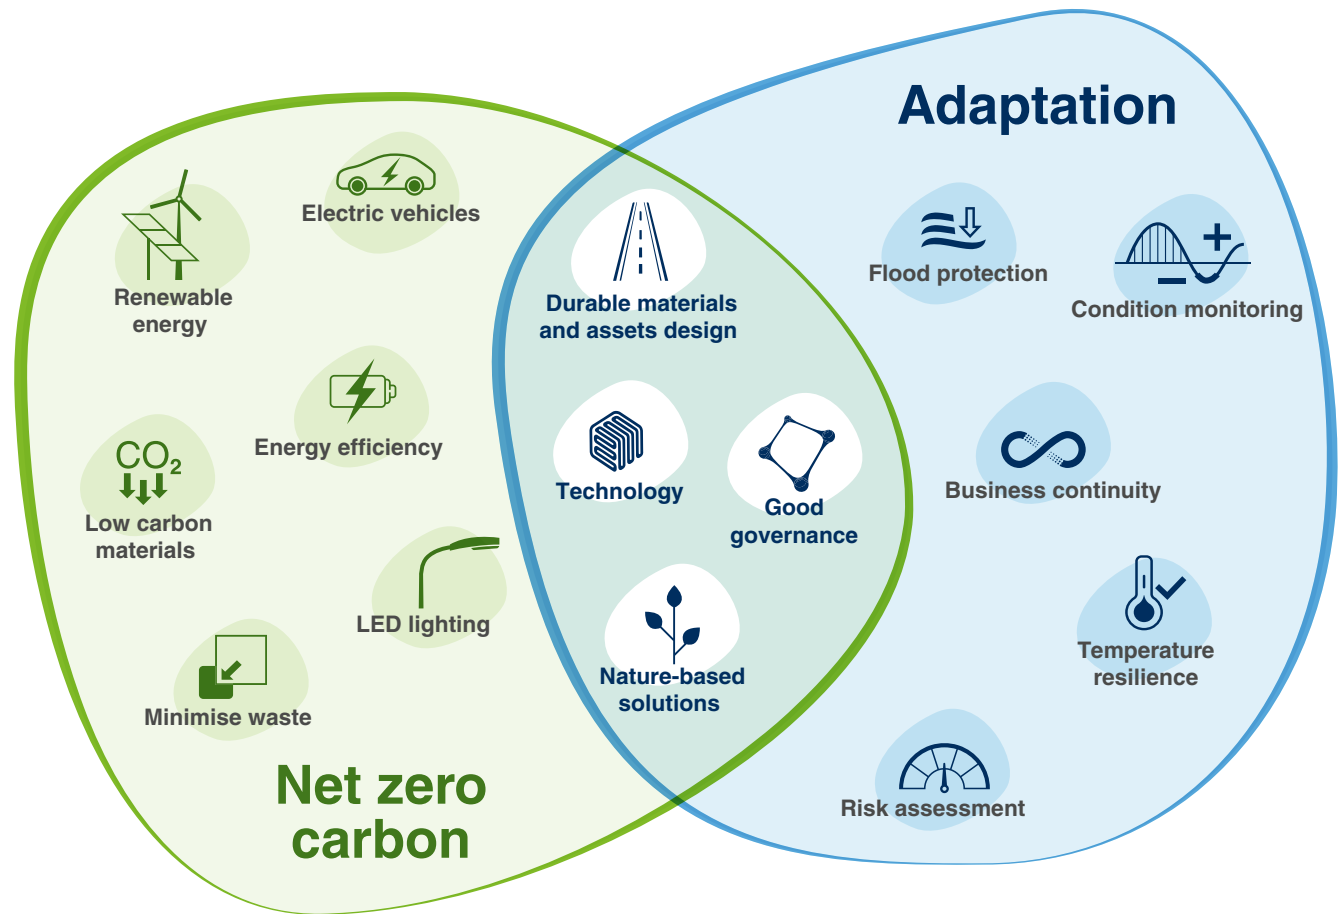 Adaptation
Electric vehicles
Renewable
energy
Energy efficiency
CO₂
Low carbon
materials
LED lighting
Minimise waste
Net zero
carbon
Durable materials
and assets design
Technology
Good
governance
Nature-based
solutions
Flood protection
Condition monitoring
Business continuity
Temperature
resilience
Risk assessment